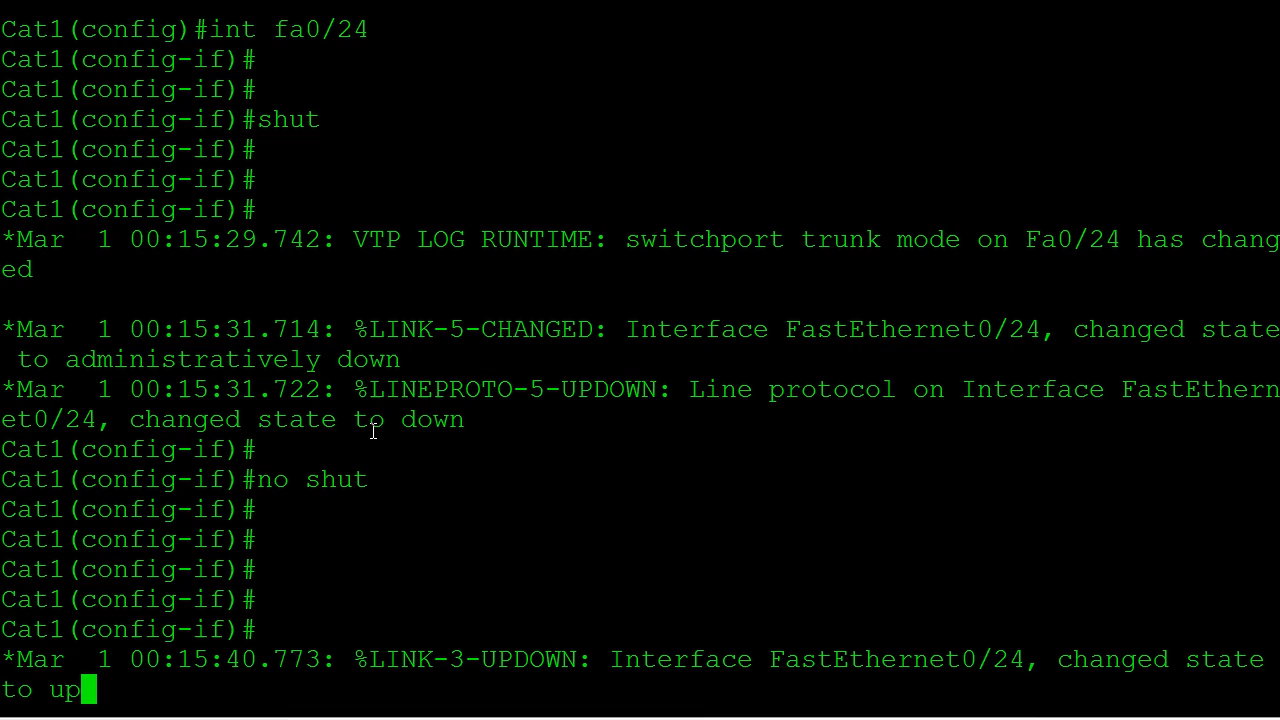 Cat1(config)#int fa0/24
Cat1(config-if)#
Cat1(config-if)#
Cat1(config-if)#shut
Cat1(config-if)#
Cat1(config-if)#
Cat1(config-if)#
*Mar  1 00:15:29.742: VTP LOG RUNTIME: switchport trunk mode on Fa0/24 has chang
ed
*Mar  1 00:15:31.714: %LINK-5-CHANGED: Interface FastEthernet0/24, changed state
 to administratively down
*Mar  1 00:15:31.722: %LINEPROTO-5-UPDOWN: Line protocol on Interface FastEthern
et0/24, changed state to down
Cat1(config-if)#
Cat1(config-if)#no shut
Cat1(config-if)#
Cat1(config-if)#
Cat1(config-if)#
Cat1(config-if)#
Cat1(config-if)#
*Mar  1 00:15:40.773: %LINK-3-UPDOWN: Interface FastEthernet0/24, changed state
to up